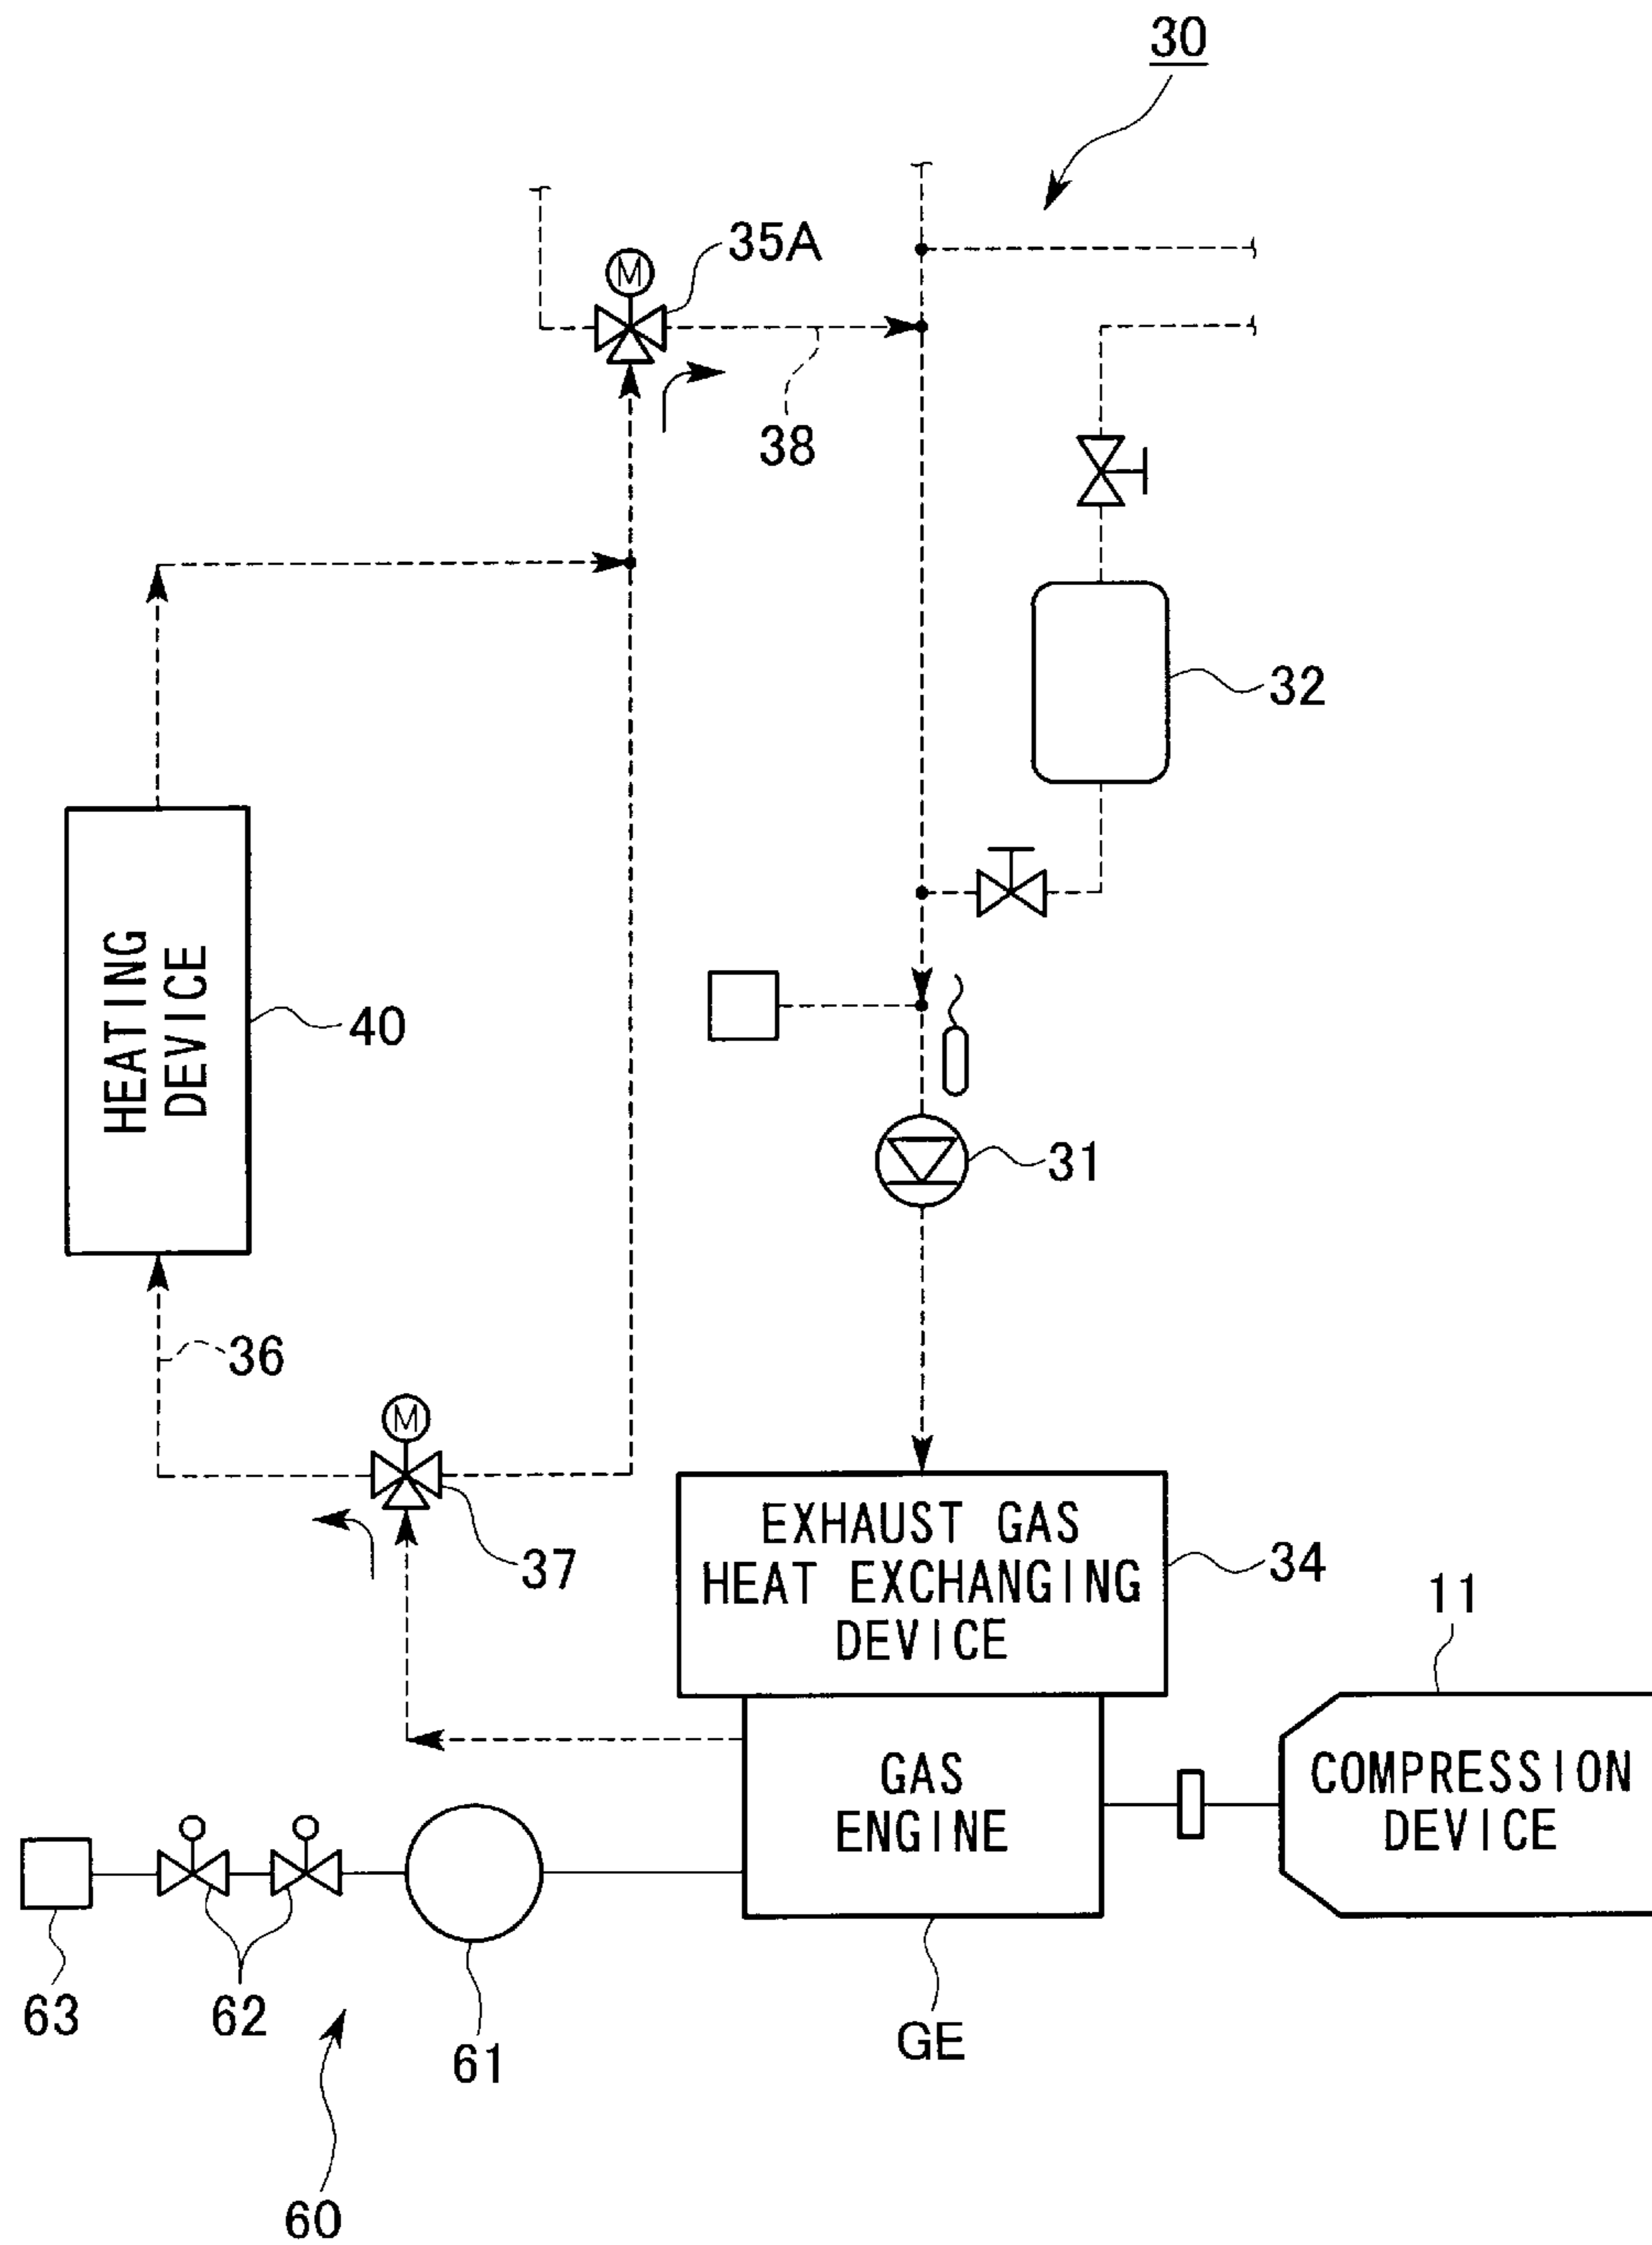 30
35A
M
38
32
HEATING
DEVICE
40
31
36
M
37
EXHAUST GAS
HEAT EXCHANGING
DEVICE
34
11
GAS
ENGINE
COMPRESSION
DEVICE
63
62
61
GE
60